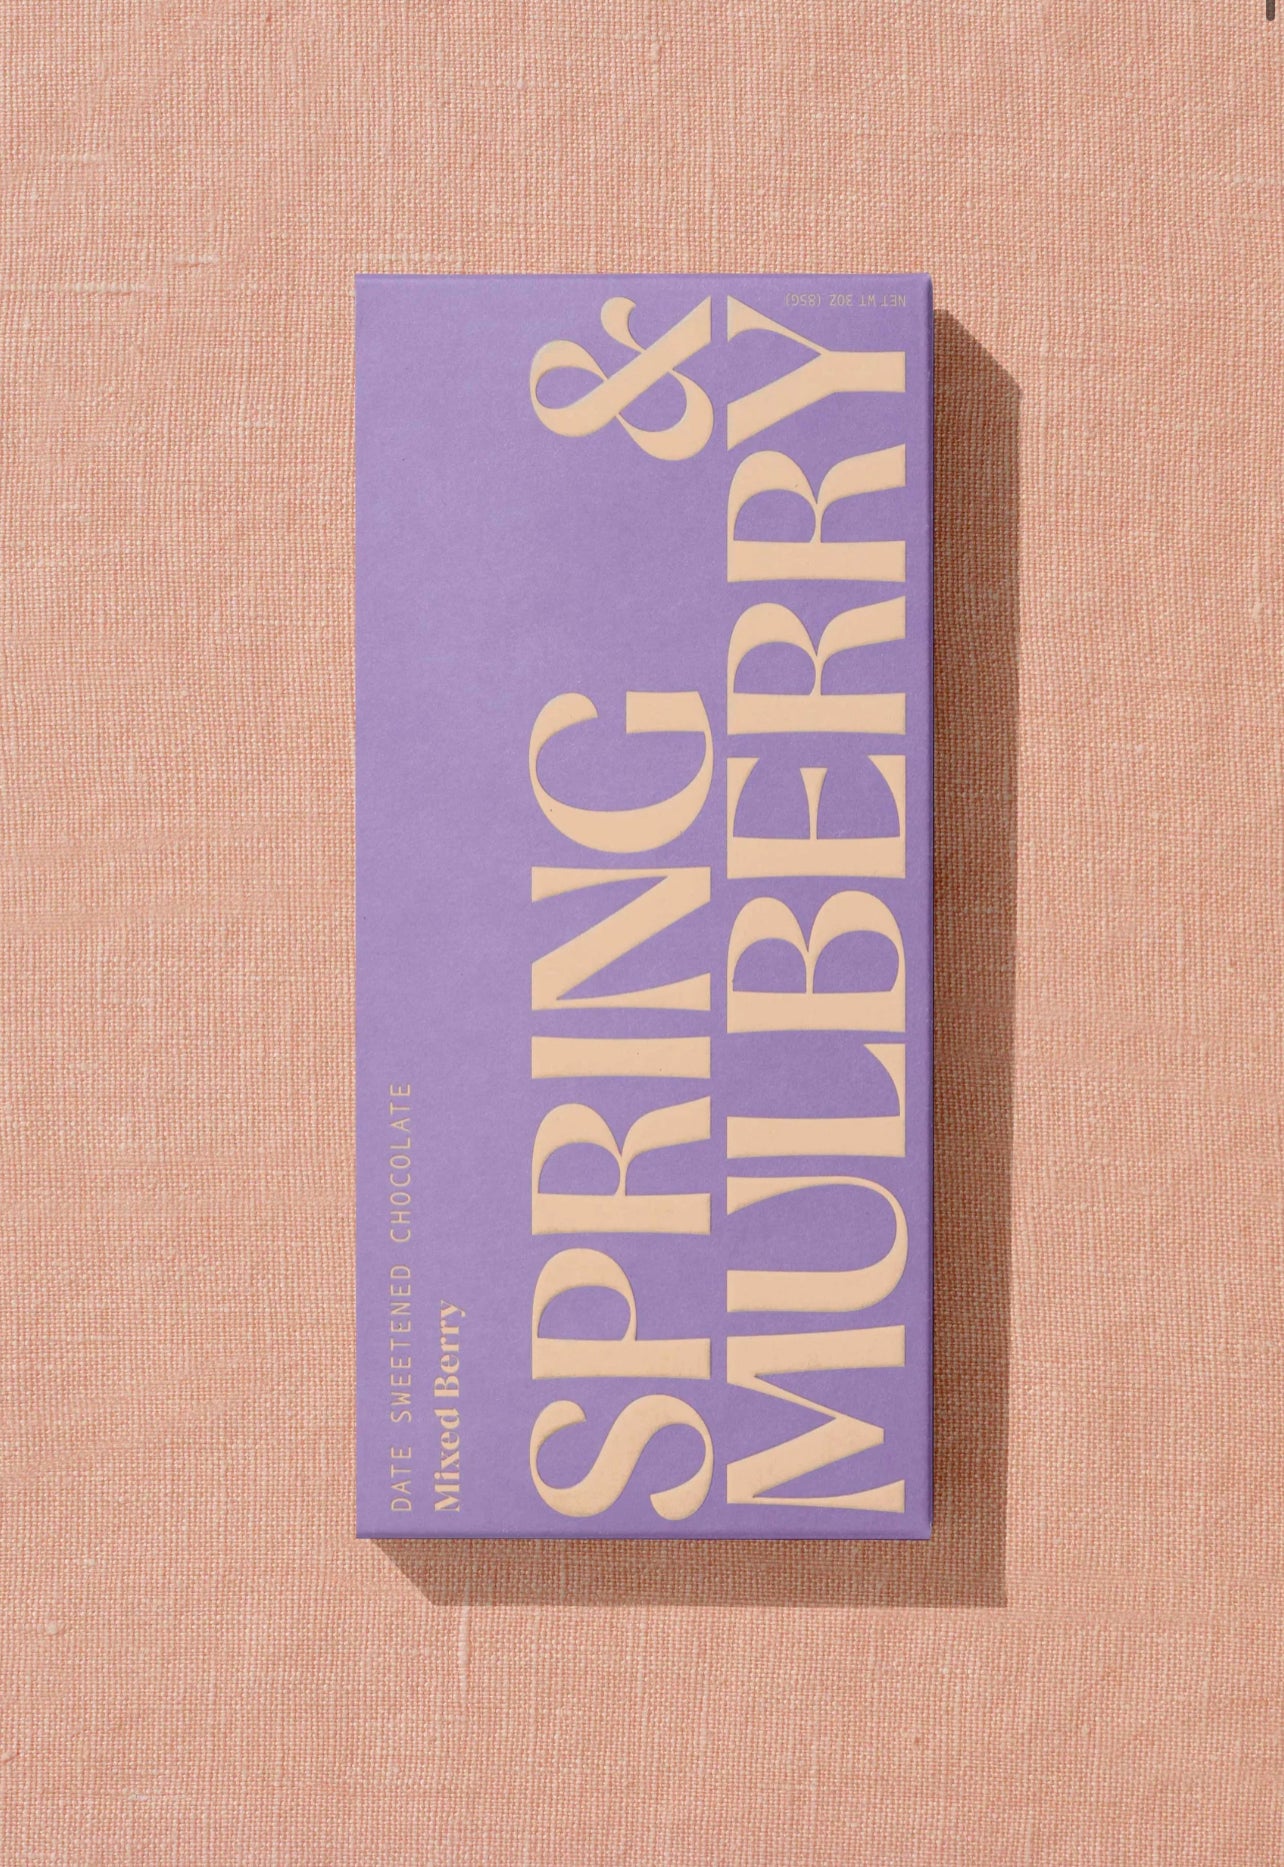 DATE SWEETENED CHOCOLATE
Mixed Berry
SPRING &
MULBERRY
NET WT 3OZ (85G)